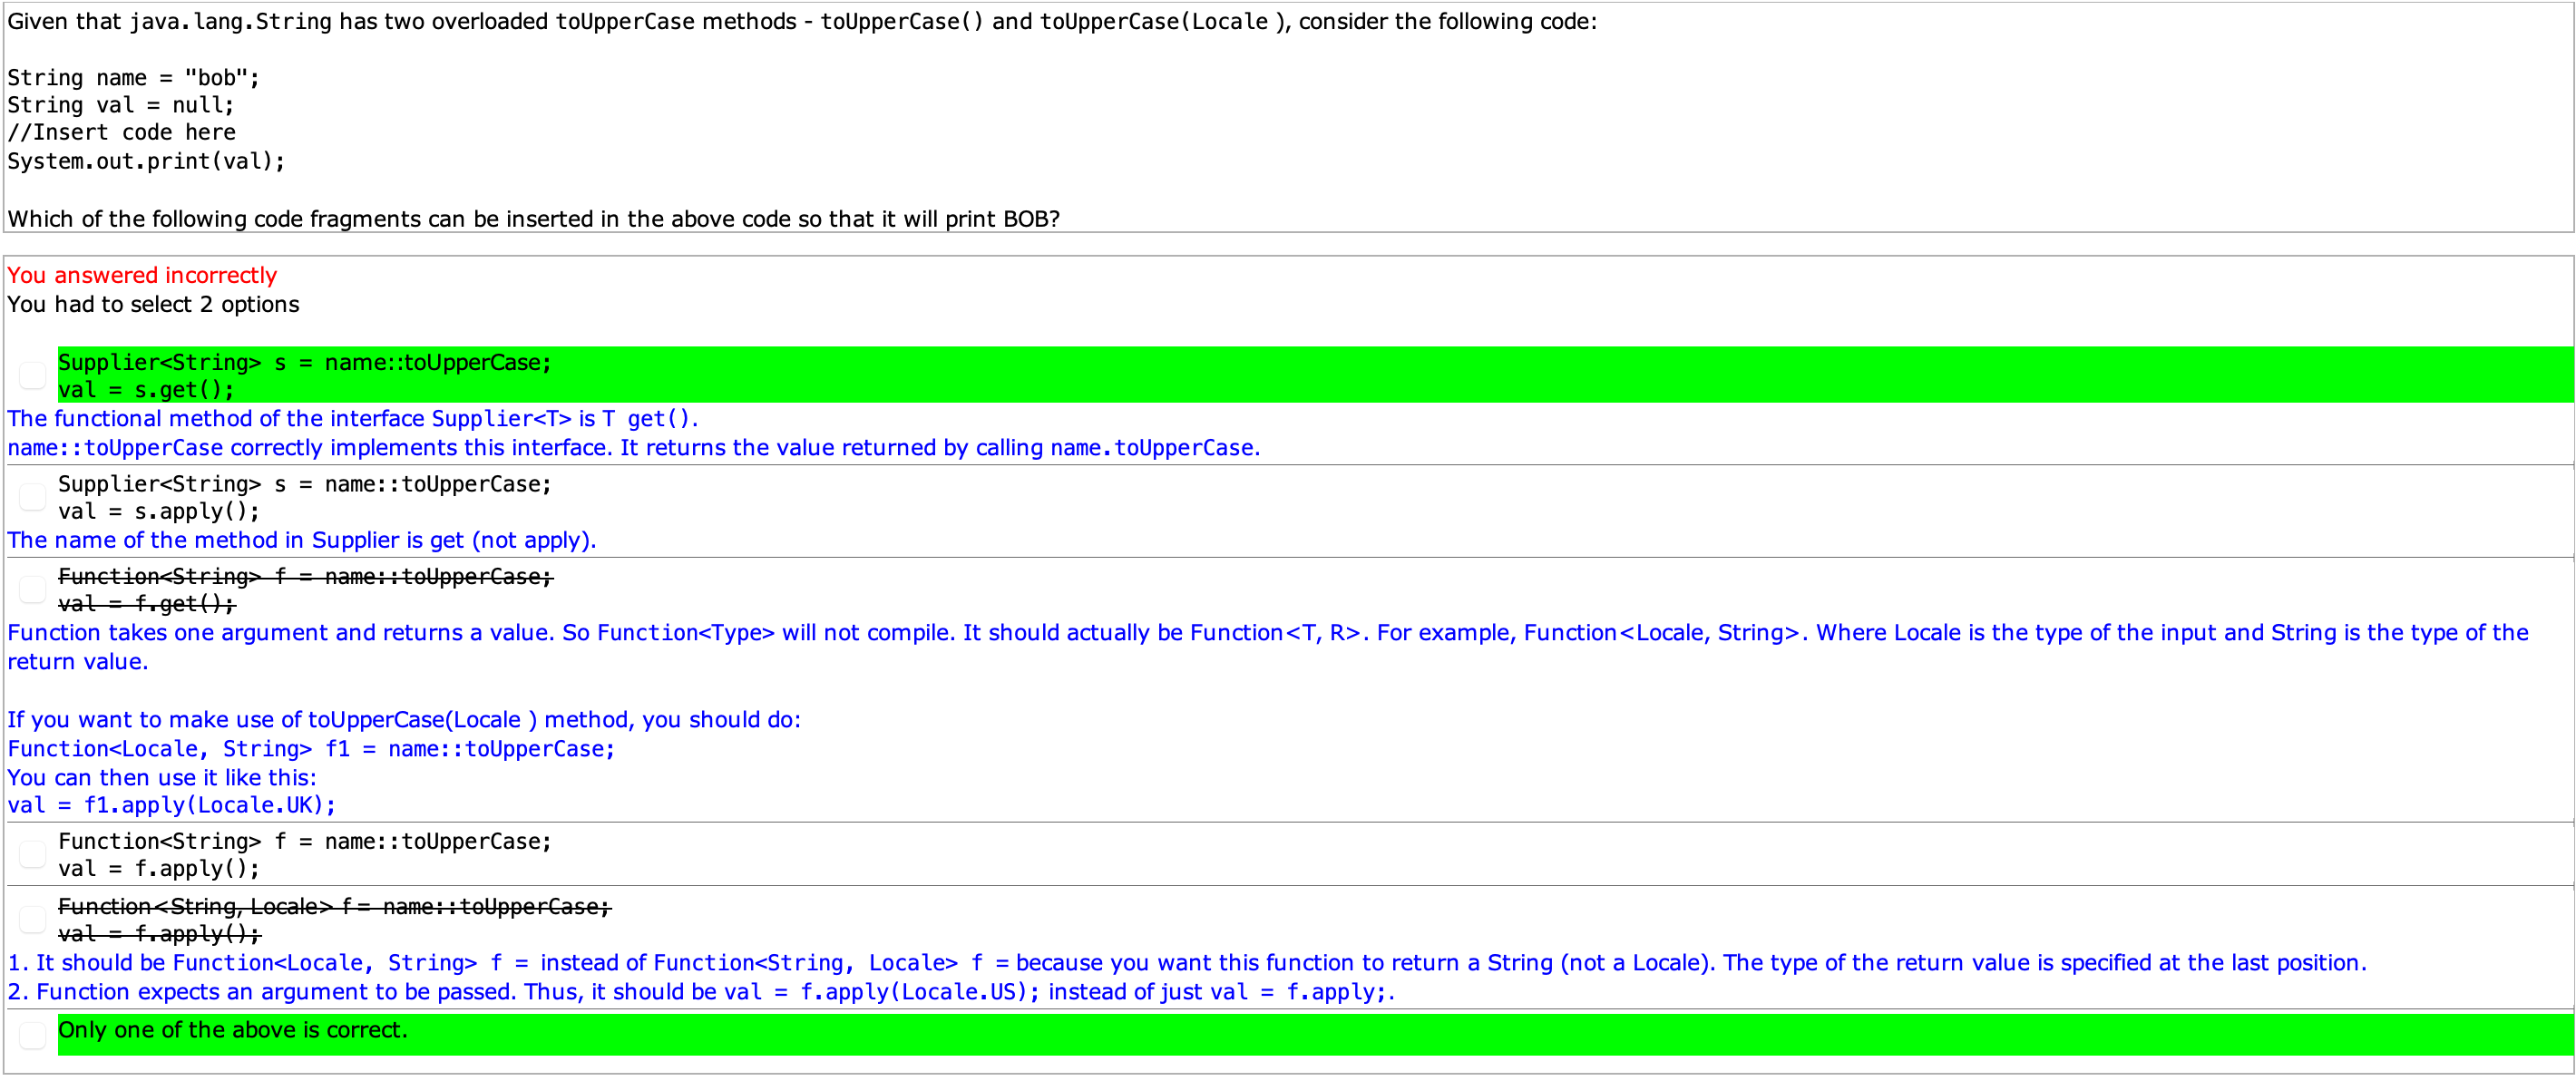 Given that java.lang.String has two overloaded toUpperCase methods - toUpperCase() and toUpperCase(Locale ), consider the following code:
String name = "bob";
String val = null;
//Insert code here
System.out.print(val);
Which of the following code fragments can be inserted in the above code so that it will print BOB?
You answered incorrectly
You had to select 2 options
Supplier<String> s = name::toUpperCase;
val = s.get();
The functional method of the interface Supplier<T> is T get().
name::toUpperCase correctly implements this interface. It returns the value returned by calling name.toUpperCase.
Supplier<String> s = name::toUpperCase;
val = s.apply();
The name of the method in Supplier is get (not apply).
Function<String> f = name::toUpperCase;
val = f.get();
Function takes one argument and returns a value. So Function<Type> will not compile. It should actually be Function<T, R>. For example, Function<Locale, String>. Where Locale is the type of the input and String is the type of the
return value.
If you want to make use of toUpperCase(Locale ) method, you should do:
Function<Locale, String> f1 = name::toUpperCase;
You can then use it like this:
val = f1.apply(Locale.UK);
Function<String> f = name::toUpperCase;
val = f.apply();
Function<String, Locale> f = name::toUpperCase;
val = f.apply();
1. It should be Function<Locale, String> f = instead of Function<String, Locale> f = because you want this function to return a String (not a Locale). The type of the return value is specified at the last position.
2. Function expects an argument to be passed. Thus, it should be val = f.apply(Locale.US); instead of just val = f.apply;.
Only one of the above is correct.